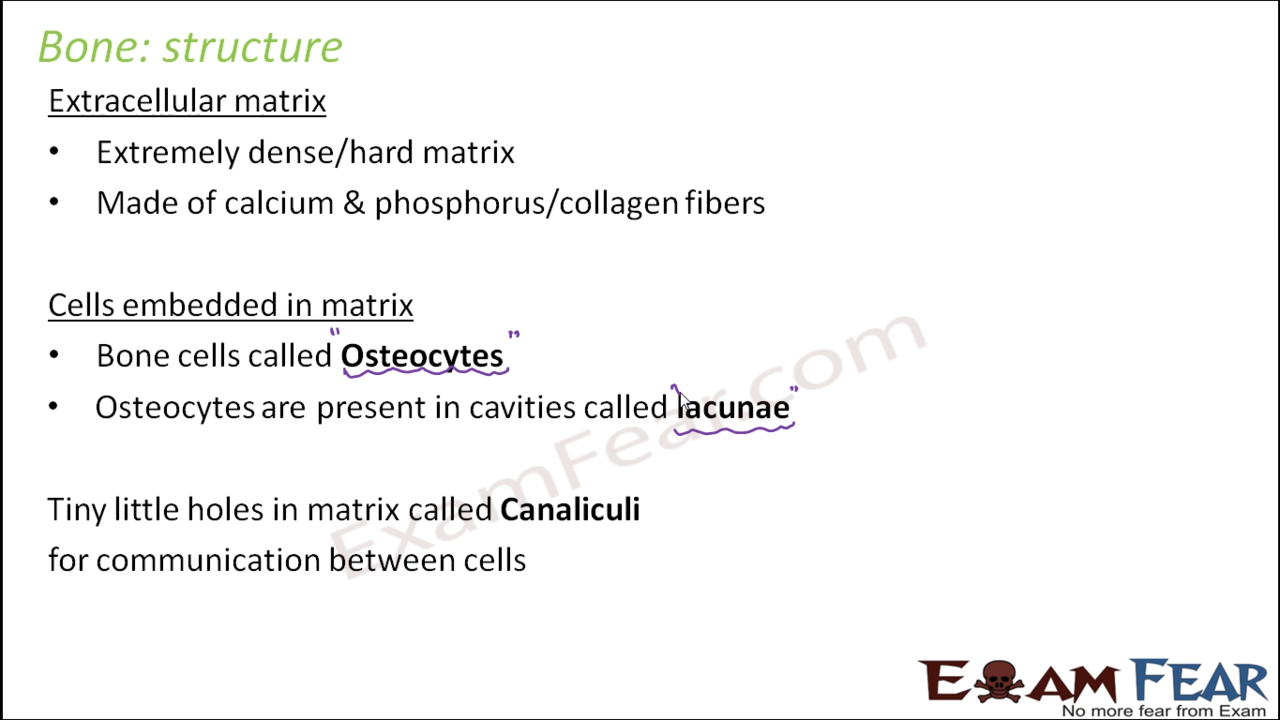 Bone: structure
Extracellular matrix
• Extremely dense/hard matrix
• Made of calcium & phosphorus/collagen fibers
Cells embedded in matrix
• Bone cells called "Osteocytes"
• Osteocytes are present in cavities called "lacunae"
Tiny little holes in matrix called Canaliculi
for communication between cells
ExamFear.com
EXAM FEAR
No more fear from Exam